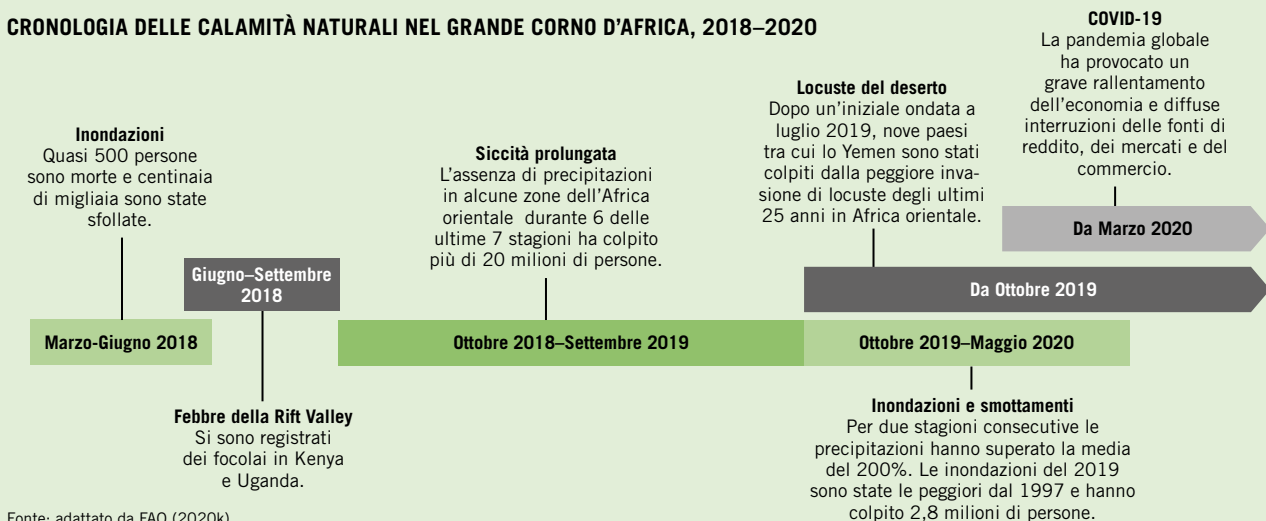 CRONOLOGIA DELLE CALAMITÀ NATURALI NEL GRANDE CORNO D'AFRICA, 2018–2020
Inondazioni
Quasi 500 persone
sono morte e centinaia
di migliaia sono state
sfollate.
Marzo-Giugno 2018
Giugno–Settembre
2018
Febbre della Rift Valley
Si sono registrati
dei focolai in Kenya
e Uganda.
Siccità prolungata
L'assenza di precipitazioni
in alcune zone dell'Africa
orientale durante 6 delle
ultime 7 stagioni ha colpito
più di 20 milioni di persone.
Ottobre 2018–Settembre 2019
Locuste del deserto
Dopo un'iniziale ondata a
luglio 2019, nove paesi
tra cui lo Yemen sono stati
colpiti dalla peggiore inva-
sione di locuste degli ultimi
25 anni in Africa orientale.
Da Ottobre 2019
COVID-19
La pandemia globale
ha provocato un
grave rallentamento
dell'economia e diffuse
interruzioni delle fonti di
reddito, dei mercati e del
commercio.
Da Marzo 2020
Ottobre 2019–Maggio 2020
Inondazioni e smottamenti
Per due stagioni consecutive le
precipitazioni hanno superato la media
del 200%. Le inondazioni del 2019
sono state le peggiori dal 1997 e hanno
colpito 2,8 milioni di persone.
Fonte: adattato da FAO (2020k)